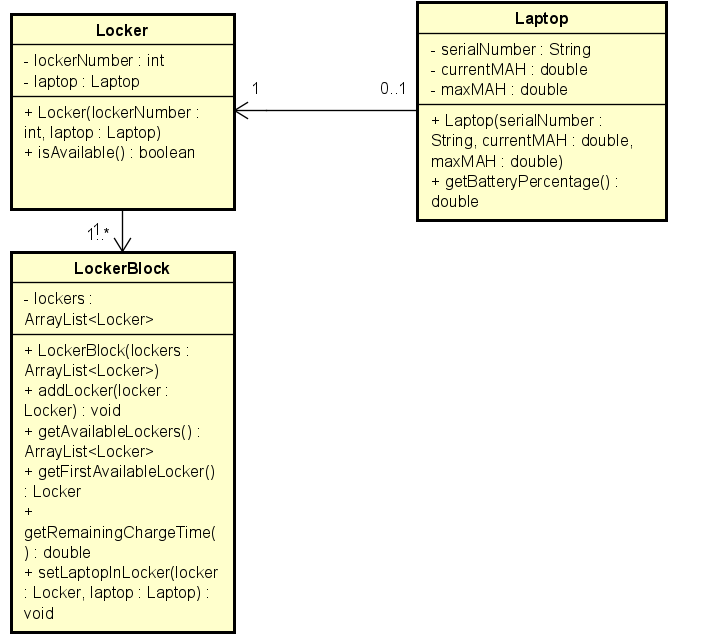 Locker
- lockerNumber : int
- laptop : Laptop
+ Locker(lockerNumber :
int, laptop : Laptop)
+ isAvailable() : boolean
1
0..1
Laptop
- serialNumber : String
- currentMAH : double
- maxMAH : double
+ Laptop(serialNumber :
String, currentMAH : double,
maxMAH : double)
+ getBatteryPercentage() :
double
1
1..*
LockerBlock
- lockers :
ArrayList<Locker>
+ LockerBlock(lockers :
ArrayList<Locker>)
+ addLocker(locker :
Locker) : void
+ getAvailableLockers() :
ArrayList<Locker>
+ getFirstAvailableLocker()
: Locker
+
getRemainingChargeTime(
) : double
+ setLaptopInLocker(locker
: Locker, laptop : Laptop) :
void